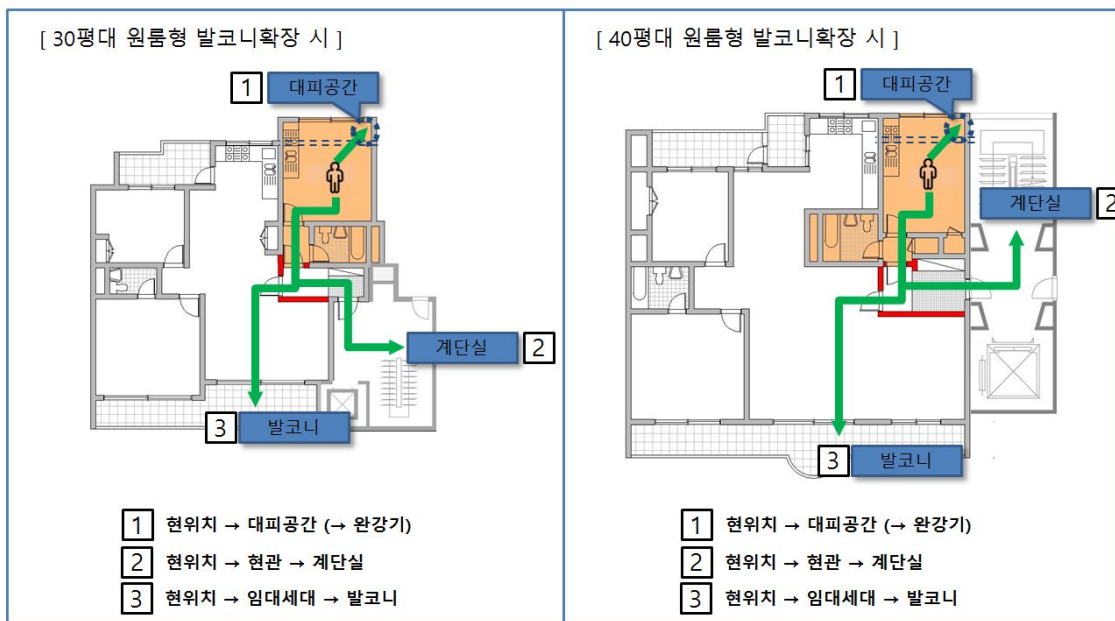 [ 30평대 원룸형 발코니확장 시 ]
1 대피공간
계단실 2
3 발코니
1 현위치 → 대피공간 (→ 완강기)
2 현위치 → 현관 → 계단실
3 현위치 → 임대세대 → 발코니
[ 40평대 원룸형 발코니확장 시 ]
1 대피공간
계단실 2
3 발코니
1 현위치 → 대피공간 (→ 완강기)
2 현위치 → 현관 → 계단실
3 현위치 → 임대세대 → 발코니